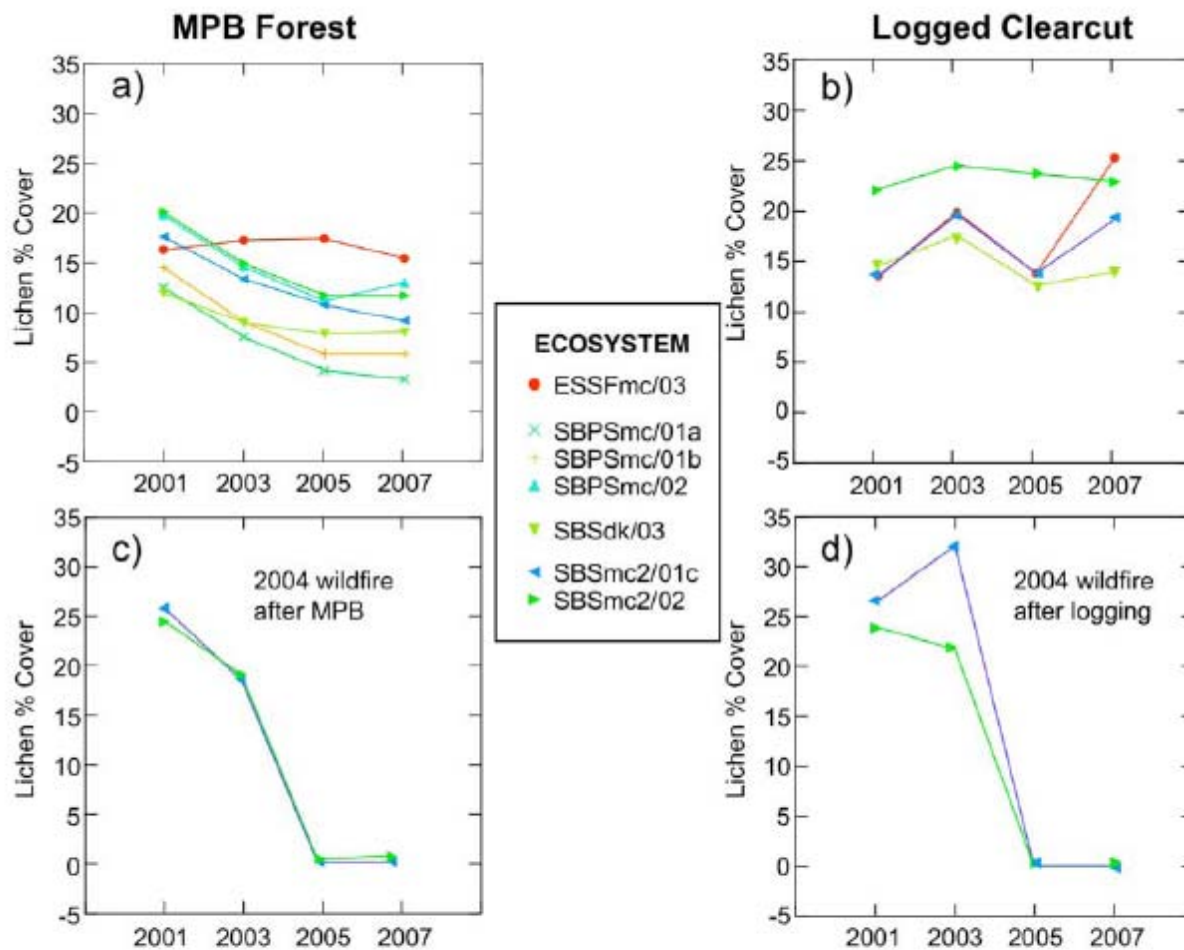 MPB Forest
Logged Clearcut
a)
Lichen % Cover
35
30
25
20
15
10
5
0
-5
2001 2003 2005 2007
b)
Lichen % Cover
35
30
25
20
15
10
5
0
-5
2001 2003 2005 2007
ECOSYSTEM
ESSFmc/03
SBPSmc/01a
SBPSmc/01b
SBPSmc/02
SBSdk/03
SBSmc2/01c
SBSmc2/02
c)
2004 wildfire
after MPB
Lichen % Cover
35
30
25
20
15
10
5
0
-5
2001 2003 2005 2007
d)
2004 wildfire
after logging
Lichen % Cover
35
30
25
20
15
10
5
0
-5
2001 2003 2005 2007